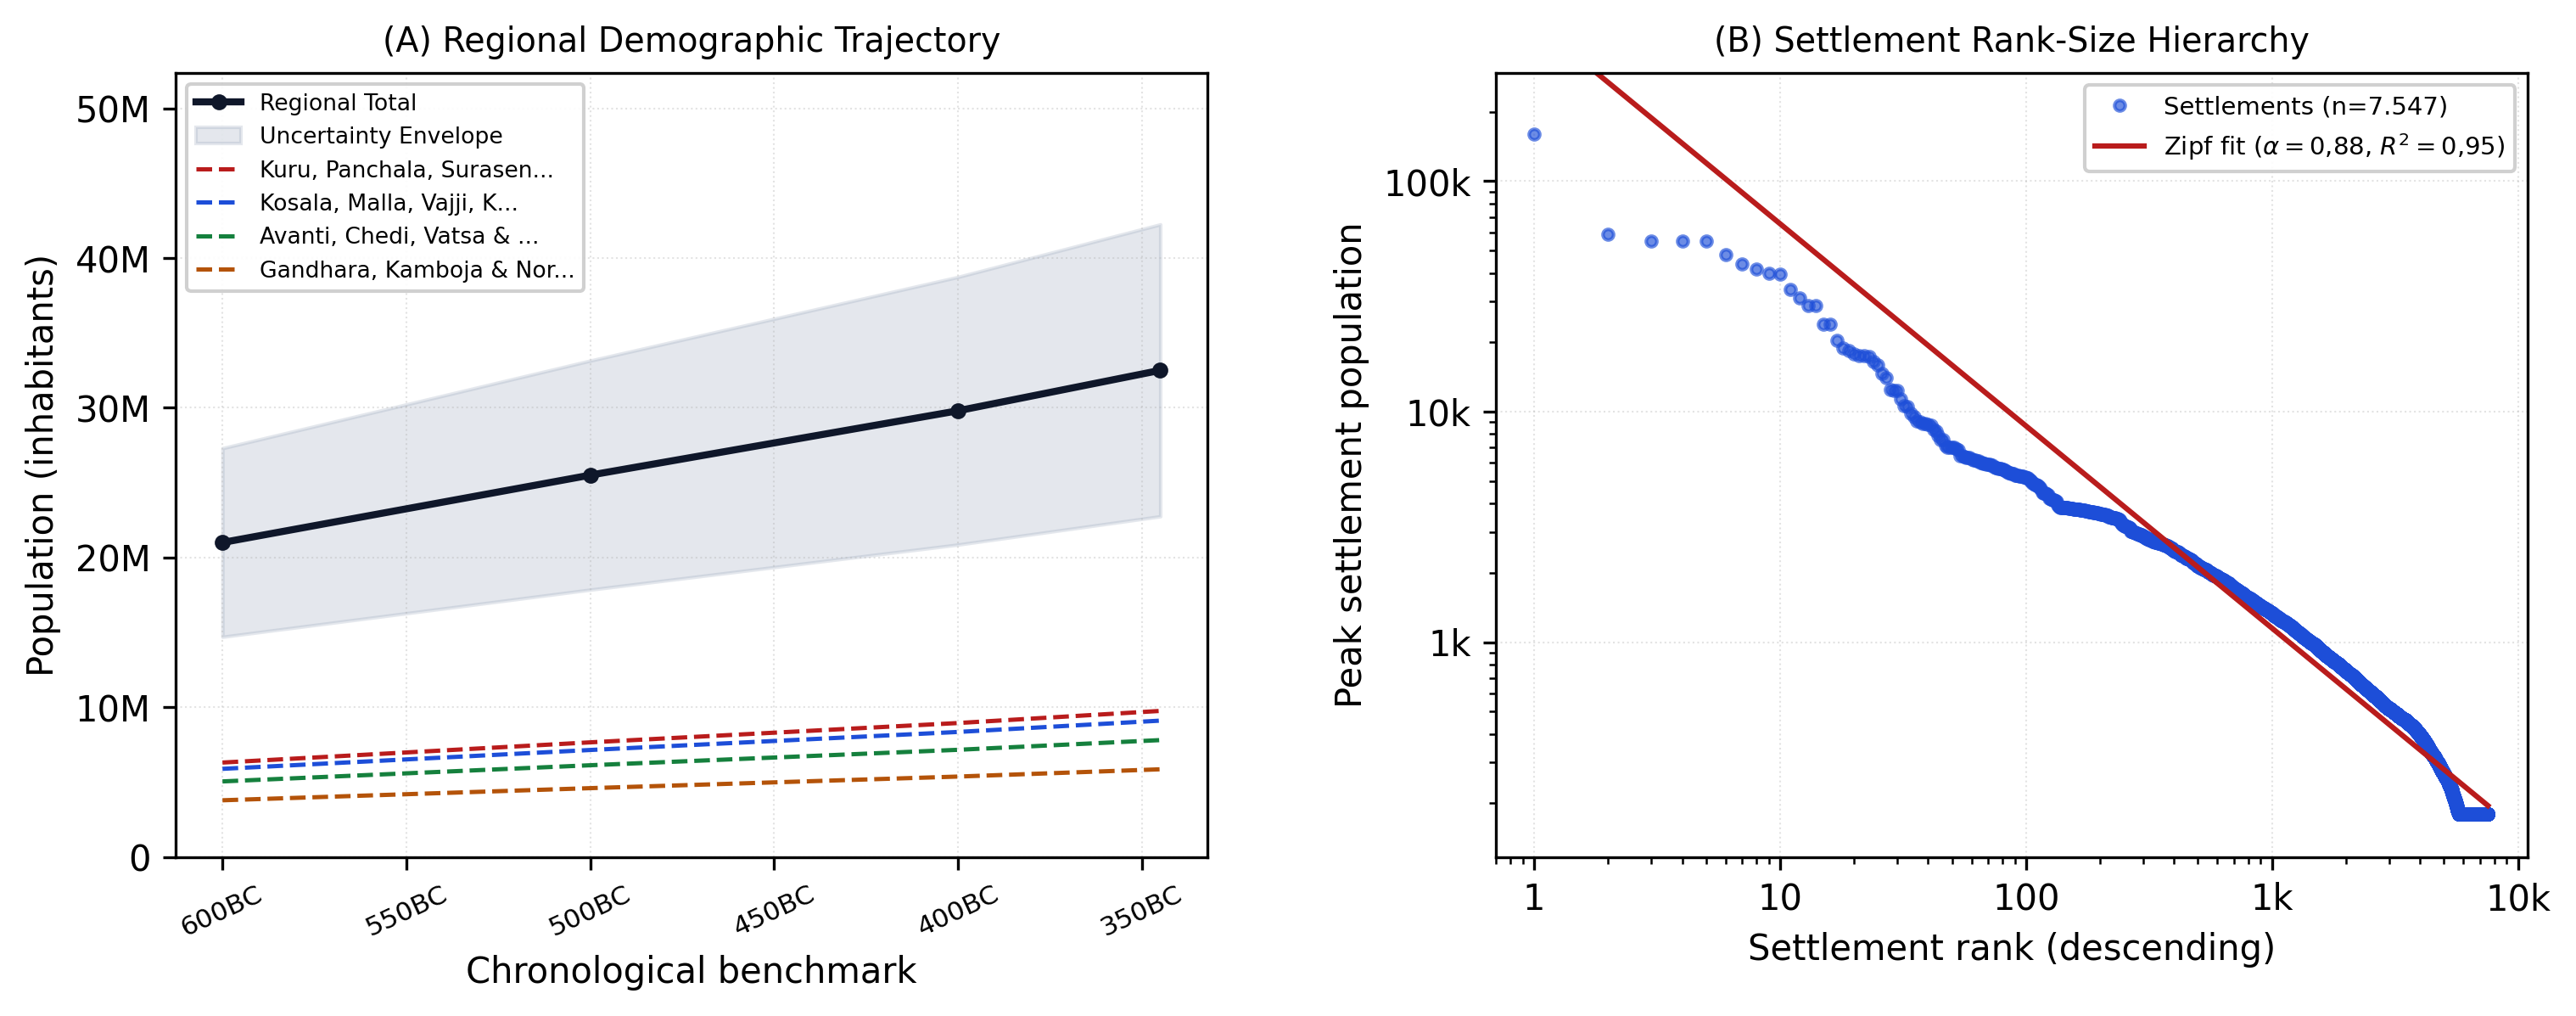 (A) Regional Demographic Trajectory
Population (inhabitants)
50M
40M
30M
20M
10M
0
Regional Total
Uncertainty Envelope
Kuru, Panchala, Surasen...
Kosala, Malla, Vajji, K...
Avanti, Chedi, Vatsa & ...
Gandhara, Kamboja & Nor...
600BC
550BC
500BC
450BC
400BC
350BC
Chronological benchmark
(B) Settlement Rank-Size Hierarchy
Peak settlement population
100k
10k
1k
Settlements (n=7.547)
Zipf fit (α = 0,88, R² = 0,95)
1
10
100
1k
10k
Settlement rank (descending)